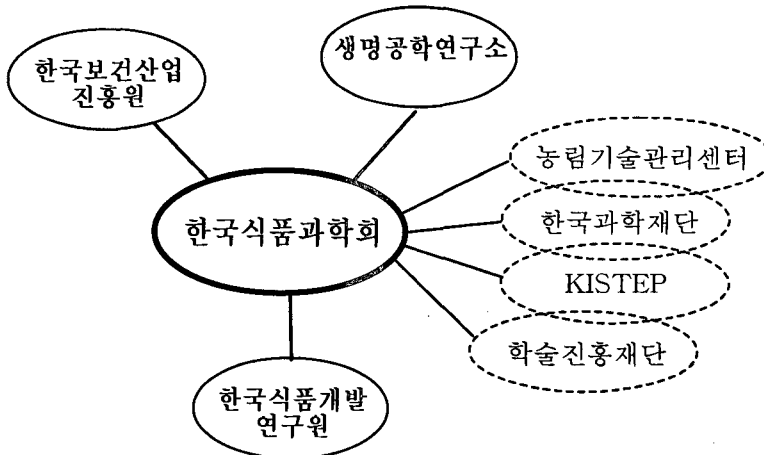 한국보건산업
진흥원
생명공학연구소
농림기술관리센터
한국과학재단
한국식품과학회
KISTEP
학술진흥재단
한국식품개발
연구원